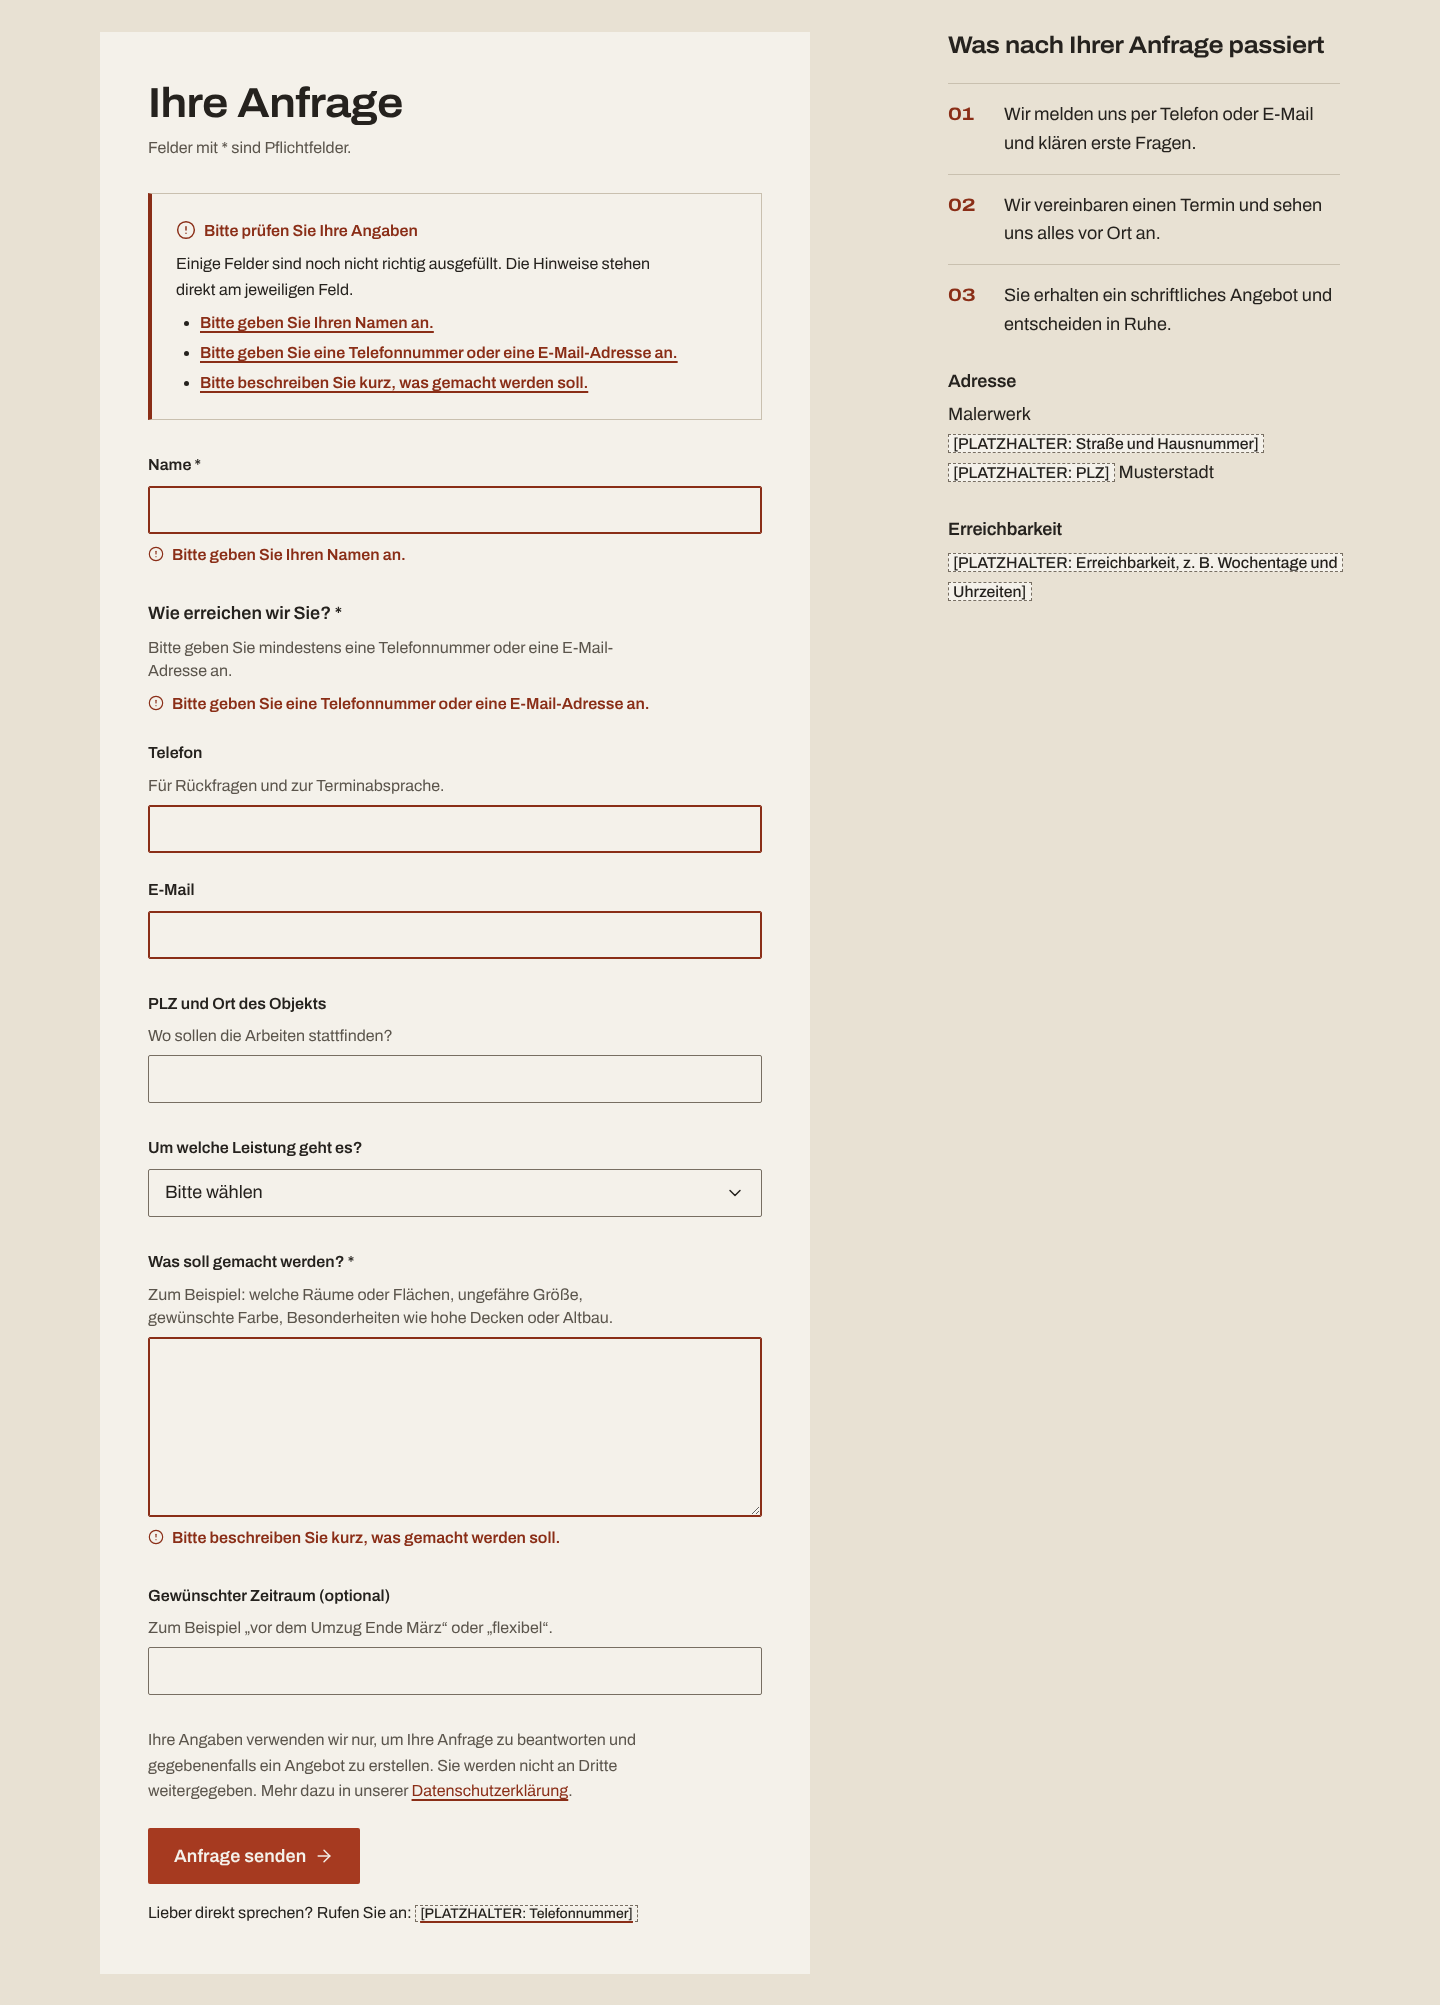 Ihre Anfrage
Felder mit * sind Pflichtfelder.
Bitte prüfen Sie Ihre Angaben
Einige Felder sind noch nicht richtig ausgefüllt. Die Hinweise stehen
direkt am jeweiligen Feld.
Bitte geben Sie Ihren Namen an.
Bitte geben Sie eine Telefonnummer oder eine E-Mail-Adresse an.
Bitte beschreiben Sie kurz, was gemacht werden soll.
Name *
Bitte geben Sie Ihren Namen an.
Wie erreichen wir Sie? *
Bitte geben Sie mindestens eine Telefonnummer oder eine E-Mail-
Adresse an.
Bitte geben Sie eine Telefonnummer oder eine E-Mail-Adresse an.
Telefon
Für Rückfragen und zur Terminabsprache.
E-Mail
PLZ und Ort des Objekts
Wo sollen die Arbeiten stattfinden?
Um welche Leistung geht es?
Bitte wählen
Was soll gemacht werden? *
Zum Beispiel: welche Räume oder Flächen, ungefähre Größe,
gewünschte Farbe, Besonderheiten wie hohe Decken oder Altbau.
Bitte beschreiben Sie kurz, was gemacht werden soll.
Gewünschter Zeitraum (optional)
Zum Beispiel „vor dem Umzug Ende März“ oder „flexibel“.
Ihre Angaben verwenden wir nur, um Ihre Anfrage zu beantworten und
gegebenenfalls ein Angebot zu erstellen. Sie werden nicht an Dritte
weitergegeben. Mehr dazu in unserer Datenschutzerklärung.
Anfrage senden
Lieber direkt sprechen? Rufen Sie an: [PLATZHALTER: Telefonnummer]
Was nach Ihrer Anfrage passiert
01 Wir melden uns per Telefon oder E-Mail
und klären erste Fragen.
02 Wir vereinbaren einen Termin und sehen
uns alles vor Ort an.
03 Sie erhalten ein schriftliches Angebot und
entscheiden in Ruhe.
Adresse
Malerwerk
[PLATZHALTER: Straße und Hausnummer]
[PLATZHALTER: PLZ] Musterstadt
Erreichbarkeit
[PLATZHALTER: Erreichbarkeit, z. B. Wochentage und
Uhrzeiten]